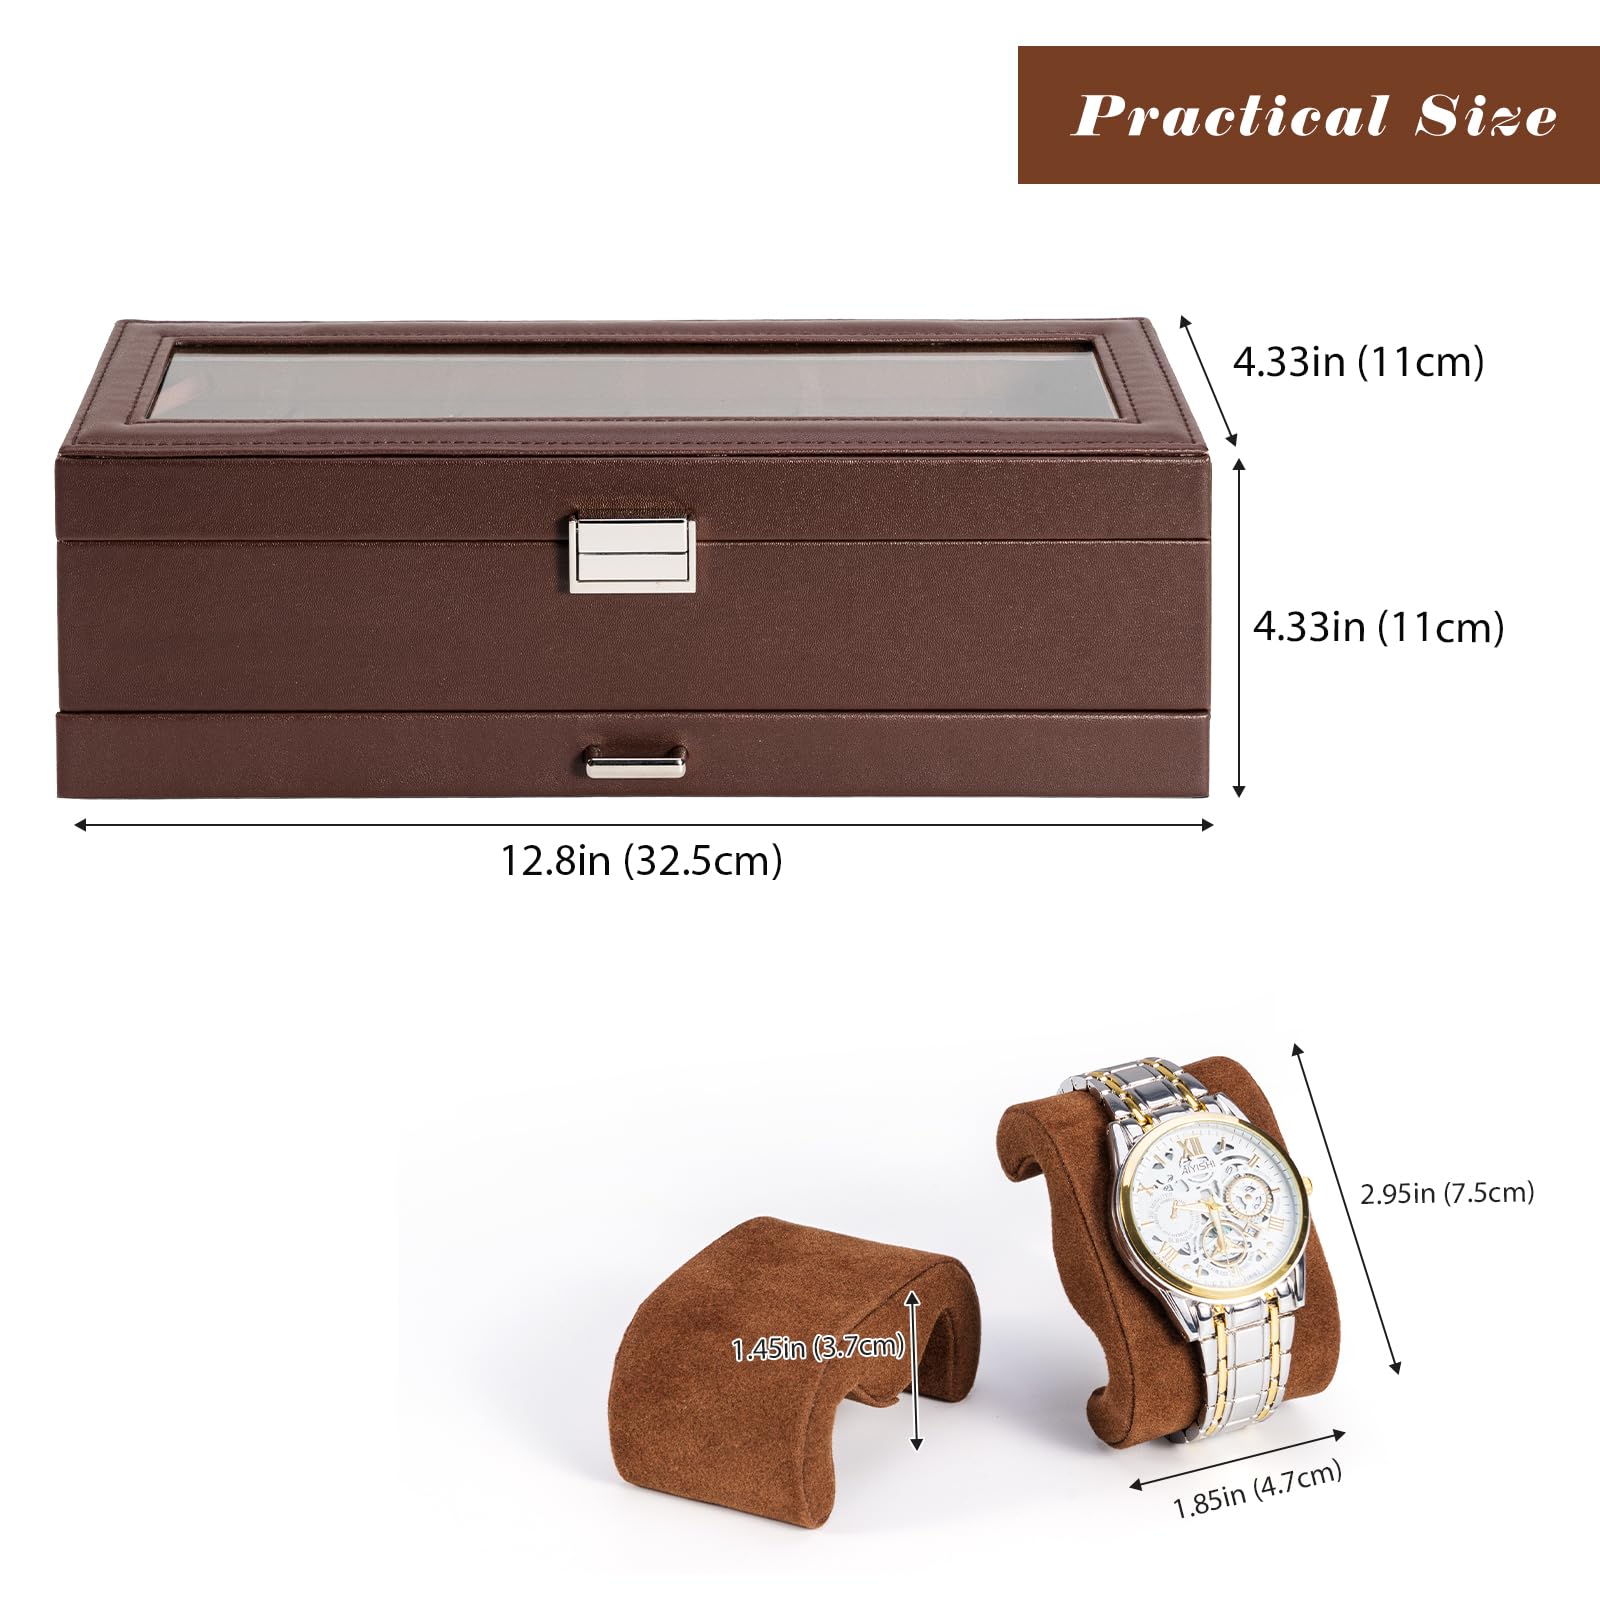 Practical Size
4.33in (11cm)
4.33in (11cm)
12.8in (32.5cm)
XII
AIYISHI
2.95in (7.5cm)
1.45in (3.7cm)
1.85in (4.7cm)